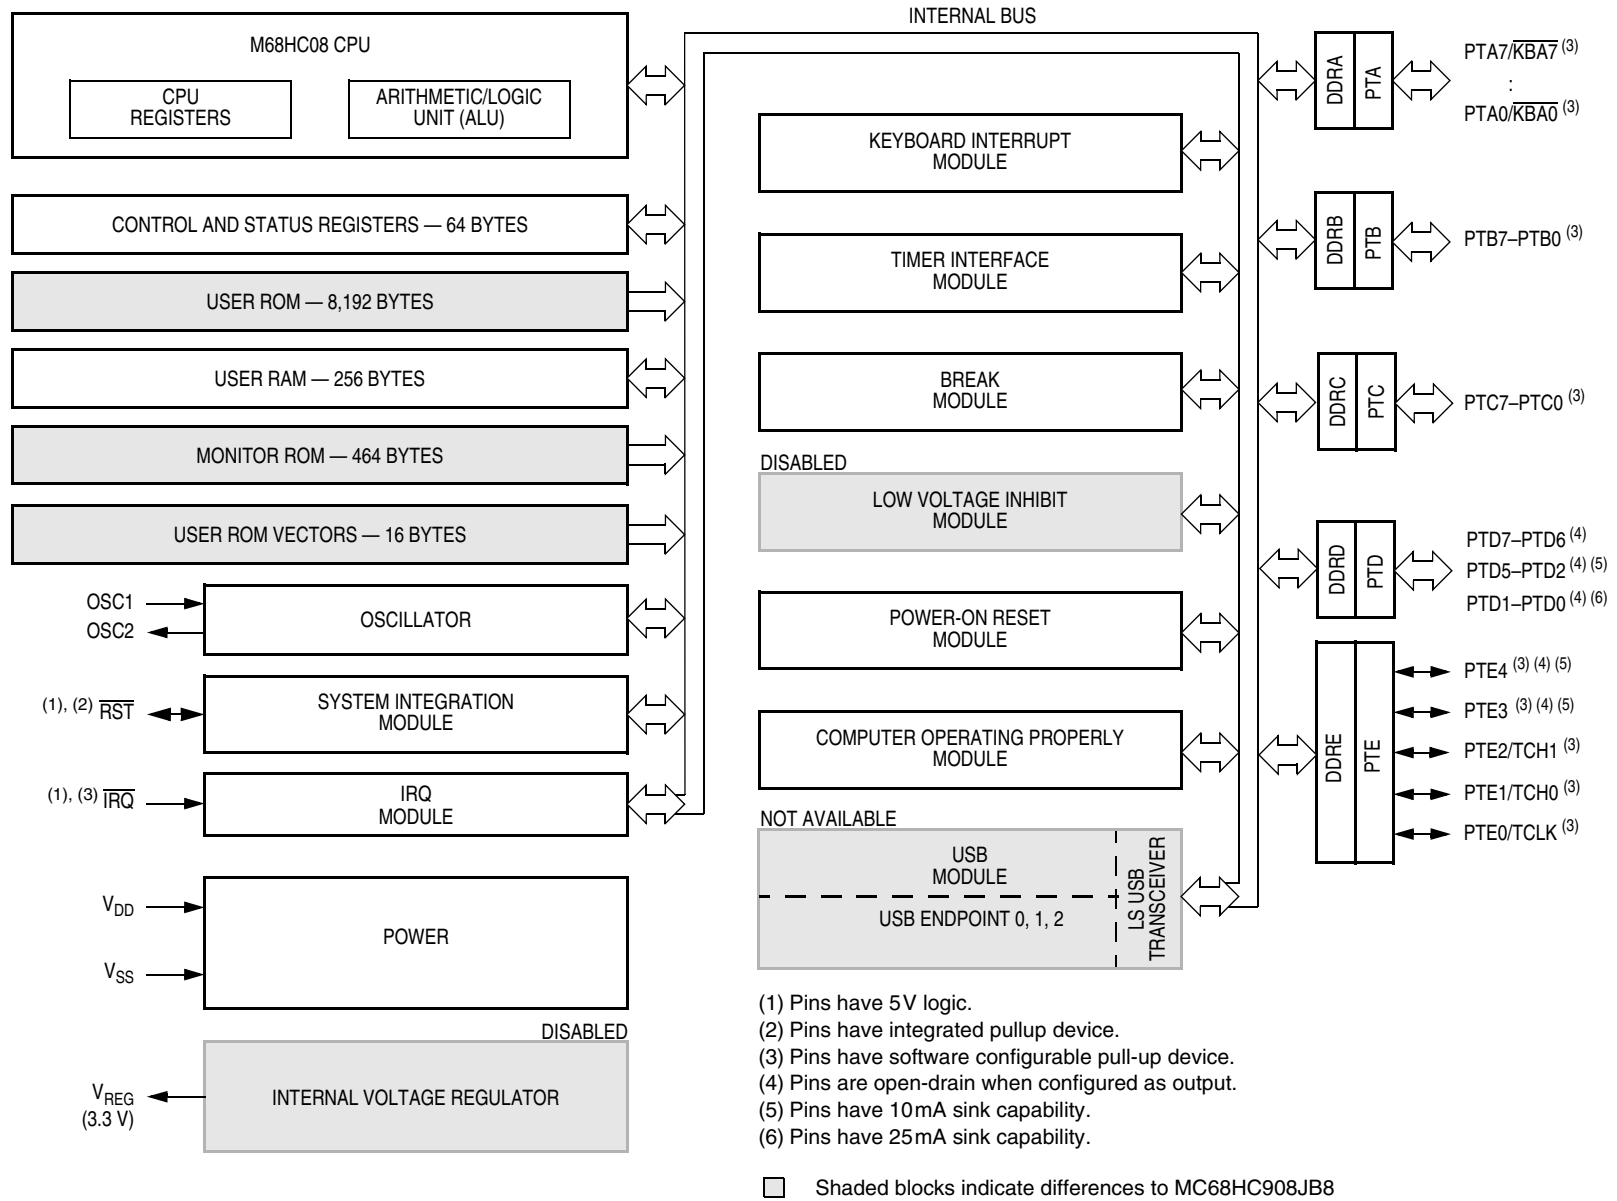 INTERNAL BUS
M68HC08 CPU
CPU
REGISTERS
ARITHMETIC/LOGIC
UNIT (ALU)
CONTROL AND STATUS REGISTERS — 64 BYTES
USER ROM — 8,192 BYTES
USER RAM — 256 BYTES
MONITOR ROM — 464 BYTES
USER ROM VECTORS — 16 BYTES
OSC1
OSC2
OSCILLATOR
(1), (2) RST
SYSTEM INTEGRATION
MODULE
(1), (3) IRQ
IRQ
MODULE
VDD
VSS
POWER
DISABLED
VREG
(3.3 V)
INTERNAL VOLTAGE REGULATOR
KEYBOARD INTERRUPT
MODULE
TIMER INTERFACE
MODULE
BREAK
MODULE
DISABLED
LOW VOLTAGE INHIBIT
MODULE
POWER-ON RESET
MODULE
COMPUTER OPERATING PROPERLY
MODULE
NOT AVAILABLE
USB
MODULE
USB ENDPOINT 0, 1, 2
LS USB
TRANSCEIVER
DDRA
PTA
PTA7/KBA7 (3)
:
PTA0/KBA0 (3)
DDRB
PTB
PTB7–PTB0 (3)
DDRC
PTC
PTC7–PTC0 (3)
DDRD
PTD
PTD7–PTD6 (4)
PTD5–PTD2 (4) (5)
PTD1–PTD0 (4) (6)
DDRE
PTE
PTE4 (3) (4) (5)
PTE3 (3) (4) (5)
PTE2/TCH1 (3)
PTE1/TCH0 (3)
PTE0/TCLK (3)
(1) Pins have 5V logic.
(2) Pins have integrated pullup device.
(3) Pins have software configurable pull-up device.
(4) Pins are open-drain when configured as output.
(5) Pins have 10mA sink capability.
(6) Pins have 25mA sink capability.
Shaded blocks indicate differences to MC68HC908JB8